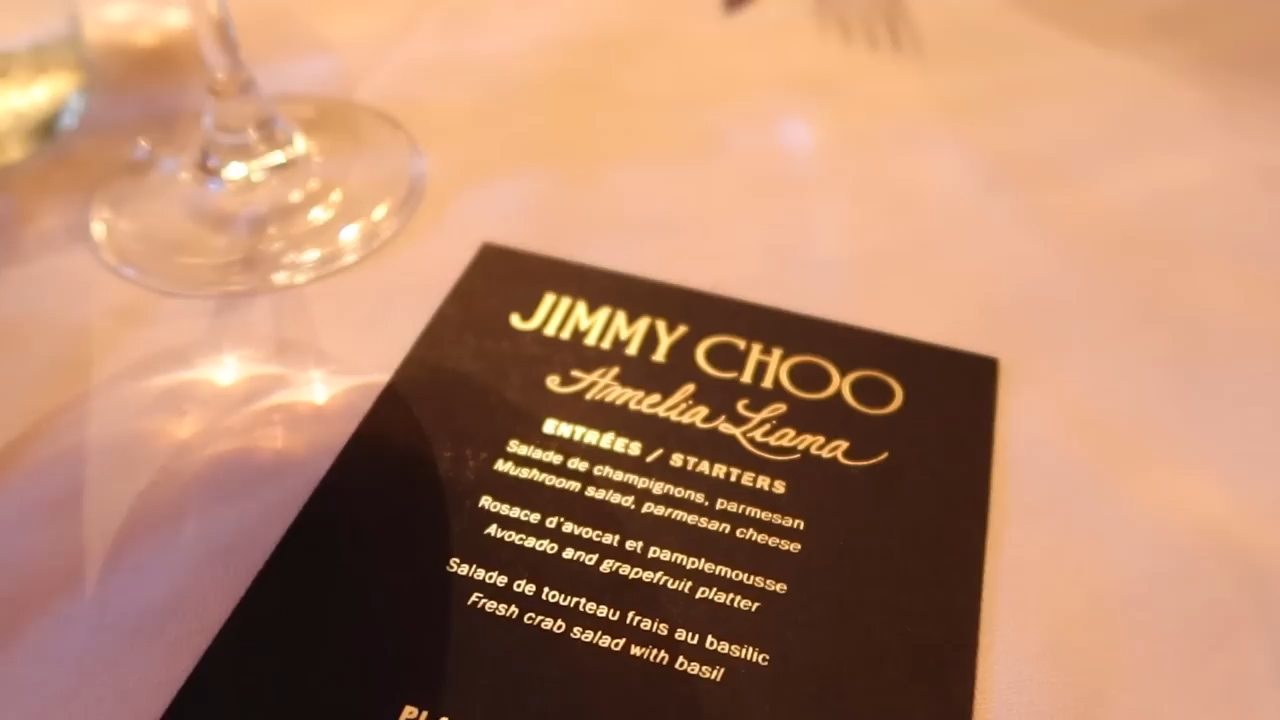 JIMMY CHOO
Amelia Liana
ENTRÉES / STARTERS
Salade de champignons, parmesan
Mushroom salad, parmesan cheese
Rosace d'avocat et pamplemousse
Avocado and grapefruit platter
Salade de tourteau frais au basilic
Fresh crab salad with basil